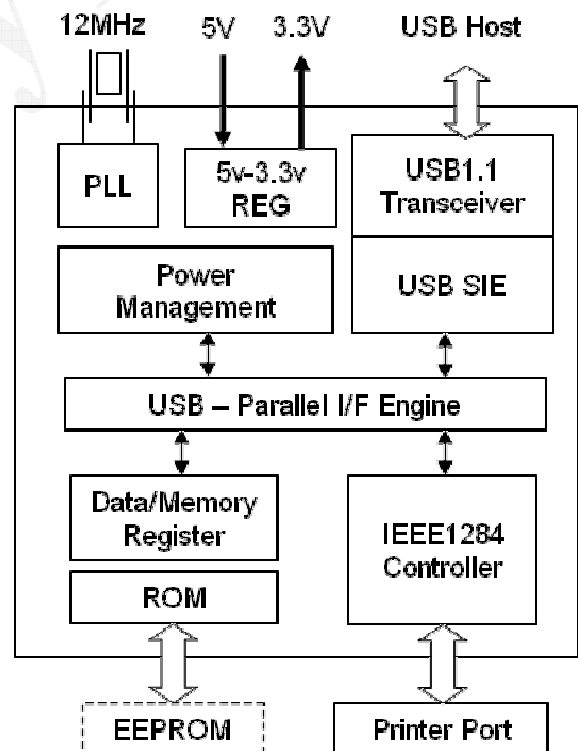 12MHz 5V 3.3V USB Host
PLL
5v-3.3v
REG
USB1.1
Transceiver
Power
Management
USB SIE
USB – Parallel I/F Engine
Data/Memory
Register
IEEE1284
Controller
ROM
EEPROM
Printer Port